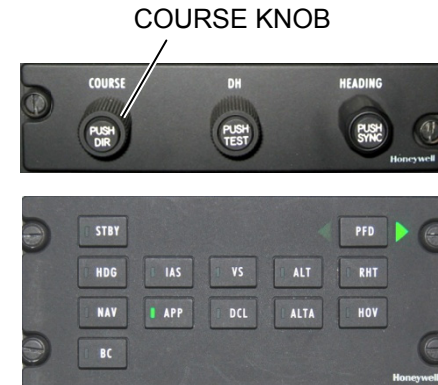 COURSE KNOB
COURSE DH HEADING
PUSH DIR PUSH TEST PUSH SYNC
Honeywell
STBY PFD
HDG IAS VS ALT RHT
NAV APP DCL ALTA HOV
BC
Honeywell